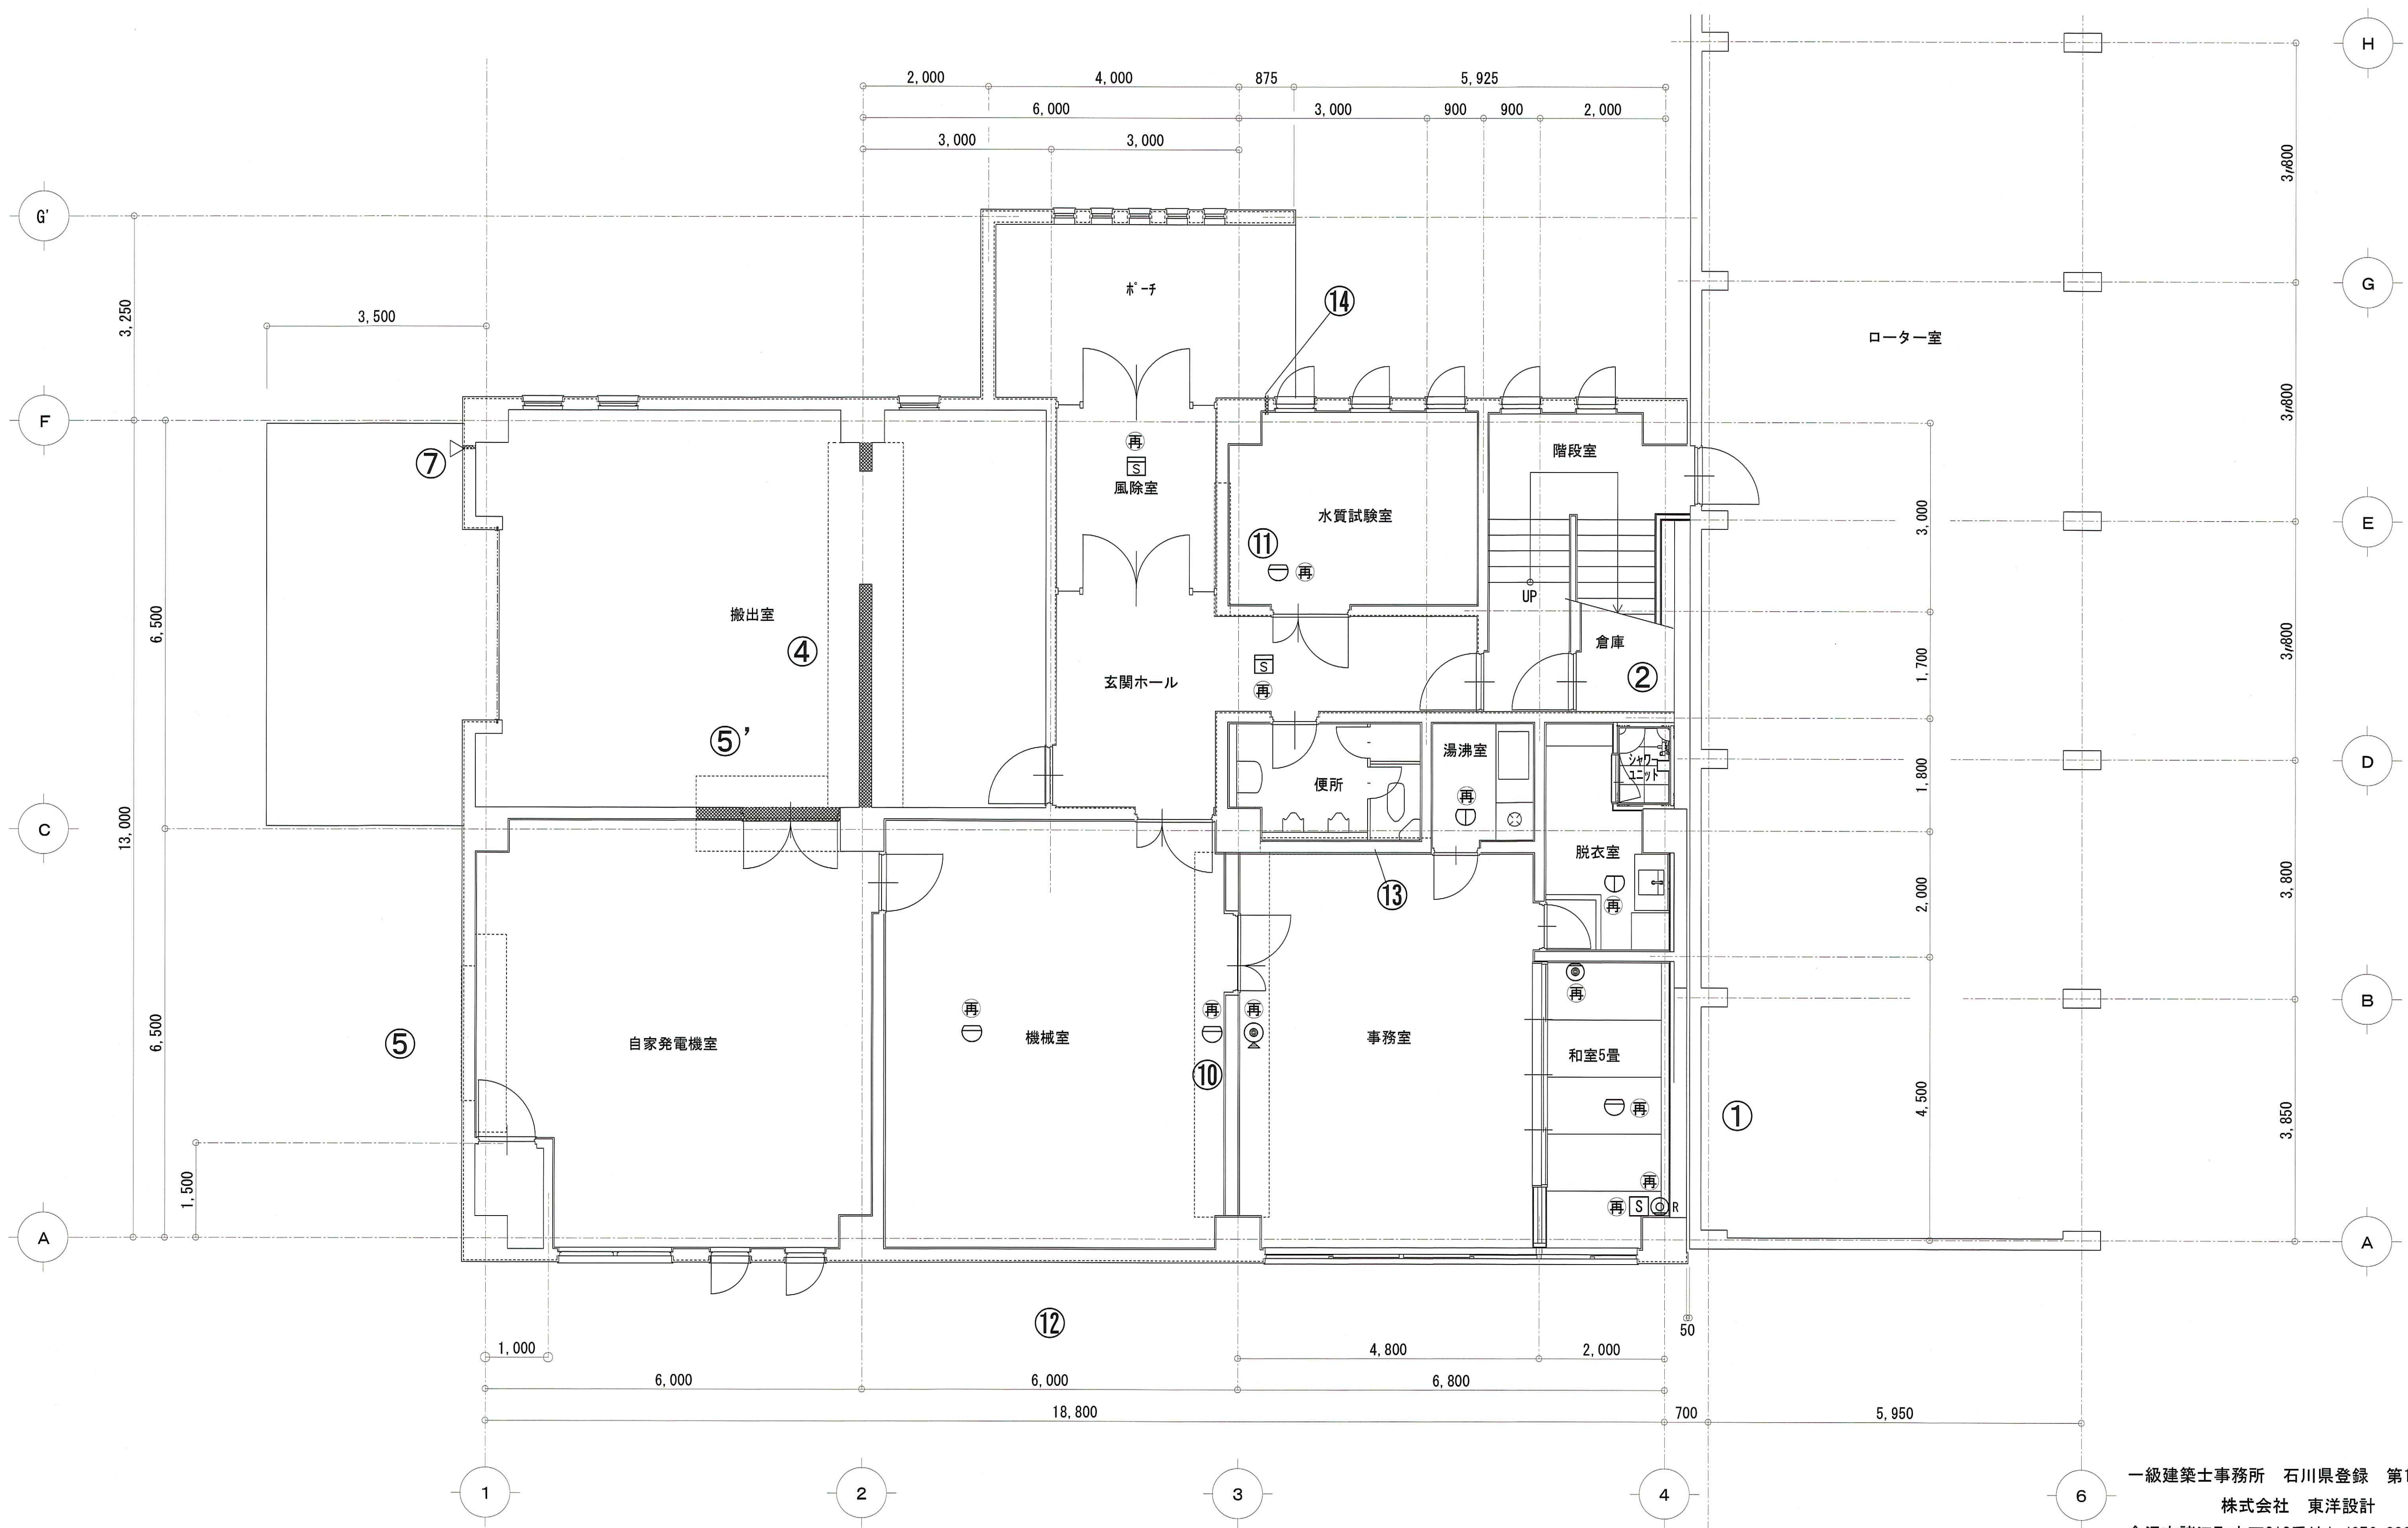 H
2,000 4,000 875 5,925
6,000 3,000 900 900 2,000
3,000 3,000
3,800
G'
3,250
ポーチ
⑭
G
3,500
ローター室
3,800
F
⑦
再
S
風除室
階段室
水質試験室
3,000
E
⑪
再
UP
6,500
搬出室
④
倉庫
3,800
1,700
S
再
玄関ホール
②
⑤'
湯沸室
シャワー
ユニット
便所
再
1,800
D
C
13,000
脱衣室
再
⑬
2,000
3,800
再
B
6,500
⑤
自家発電機室
再
機械室
再
⑩
再
事務室
和室5畳
再
①
4,500
3,850
1,500
再
再 S R
A
A
⑫
50
1,000
4,800 2,000
6,000 6,000 6,800
18,800 700 5,950
1 2 3 4 6
一級建築士事務所 石川県登録 第1
株式会社 東洋設計